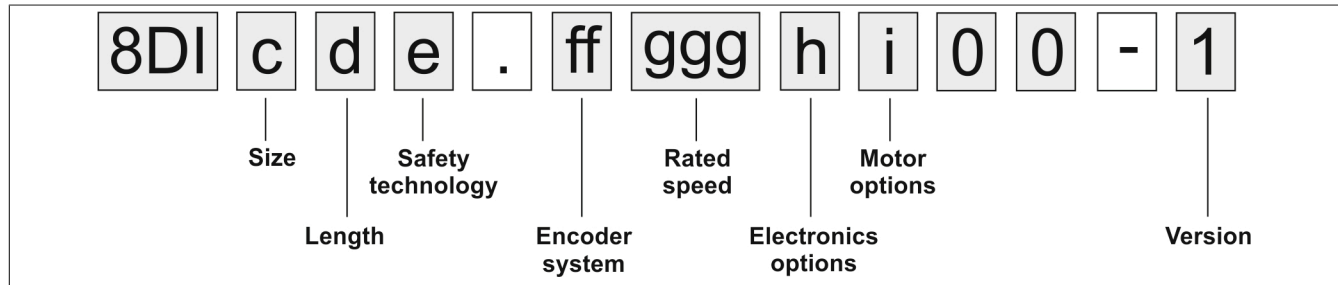 8DI c d e . ff ggg h i 0 0 - 1
Size
Safety
technology
Rated
speed
Motor
options
Length
Encoder
system
Electronics
options
Version